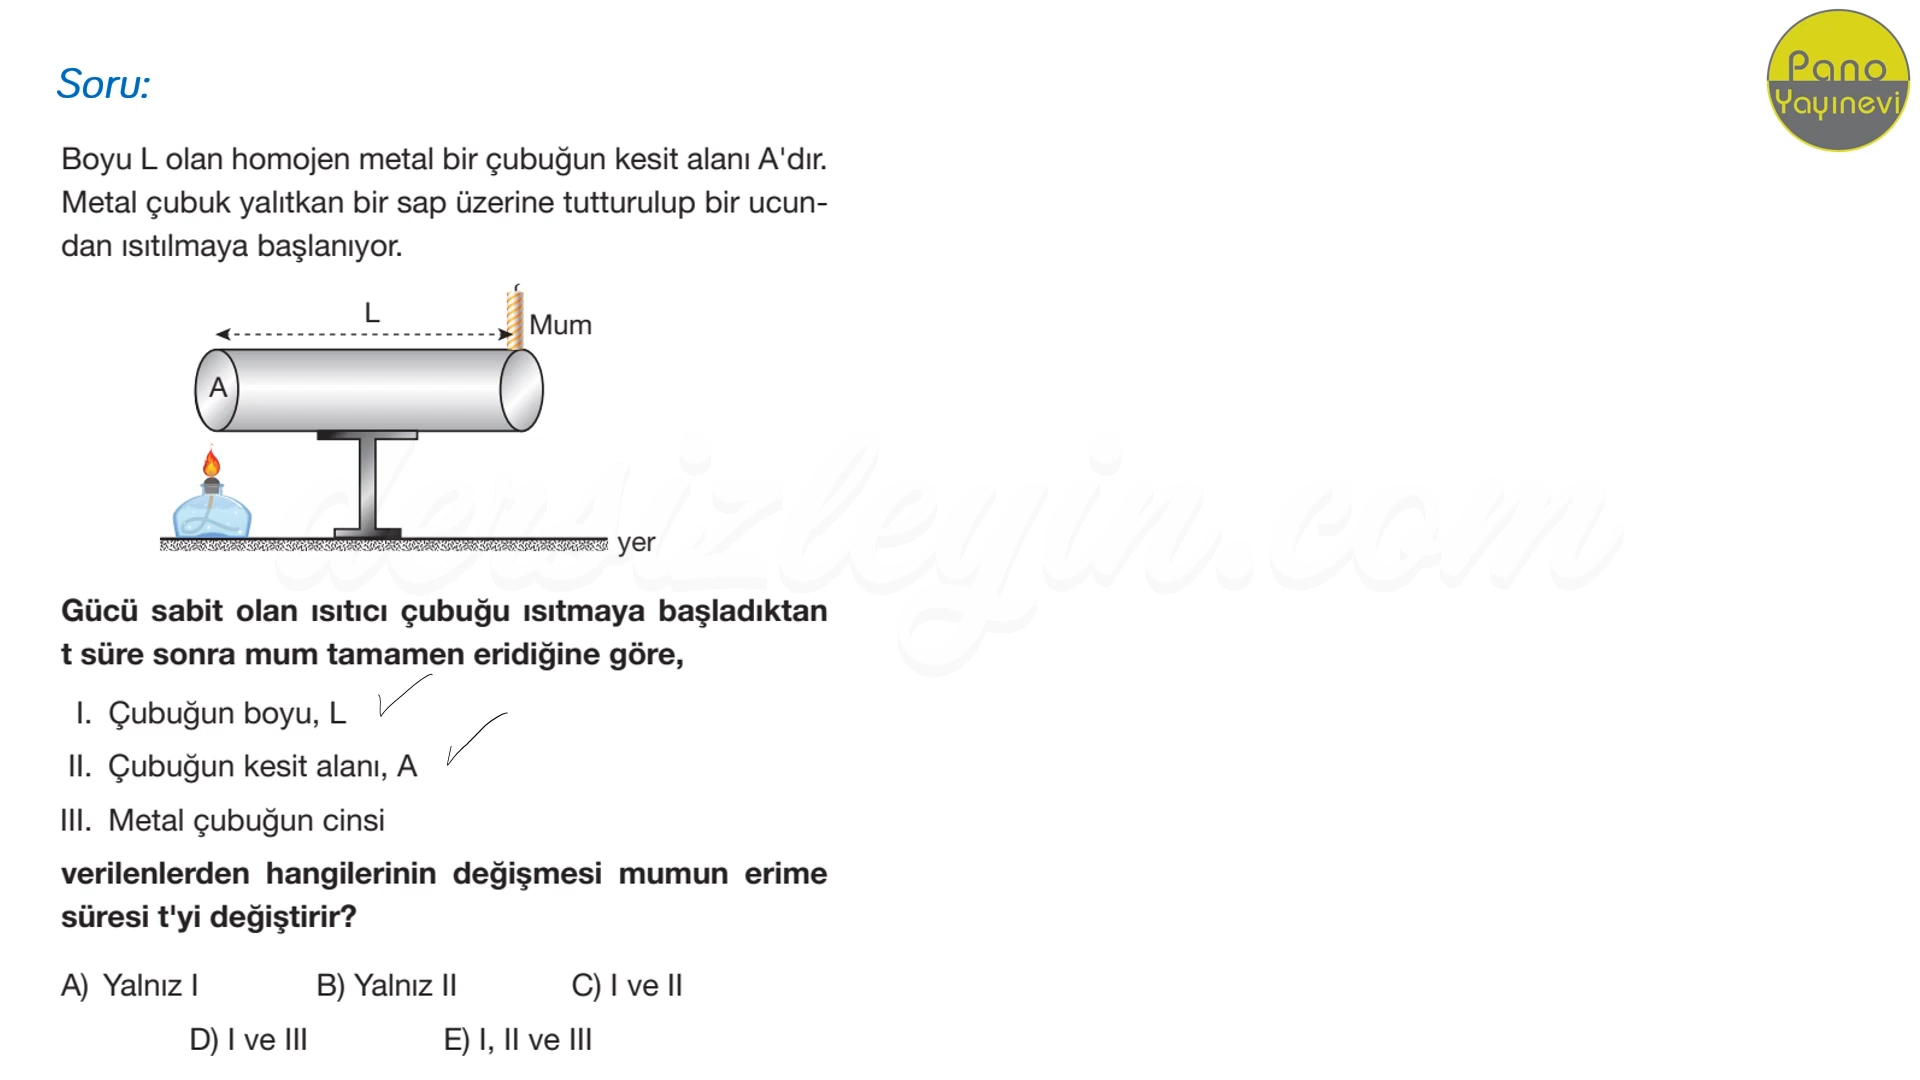 Soru:
Pano
Yayınevi
Boyu L olan homojen metal bir çubuğun kesit alanı A'dır.
Metal çubuk yalıtkan bir sap üzerine tutturulup bir ucun-
dan ısıtılmaya başlanıyor.
L
Mum
A
yer
dersizleyin.com
Gücü sabit olan ısıtıcı çubuğu ısıtmaya başladıktan
t süre sonra mum tamamen eridiğine göre,
I. Çubuğun boyu, L
II. Çubuğun kesit alanı, A
III. Metal çubuğun cinsi
verilenlerden hangilerinin değişmesi mumun erime
süresi t'yi değiştirir?
A) Yalnız I B) Yalnız II C) I ve II
D) I ve III E) I, II ve III